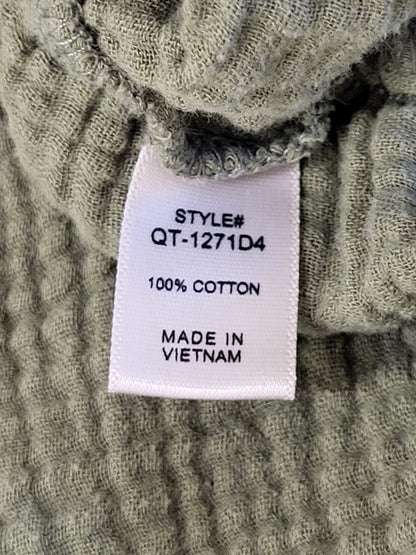 STYLE#
QT-1271D4
100% COTTON
MADE IN
VIETNAM